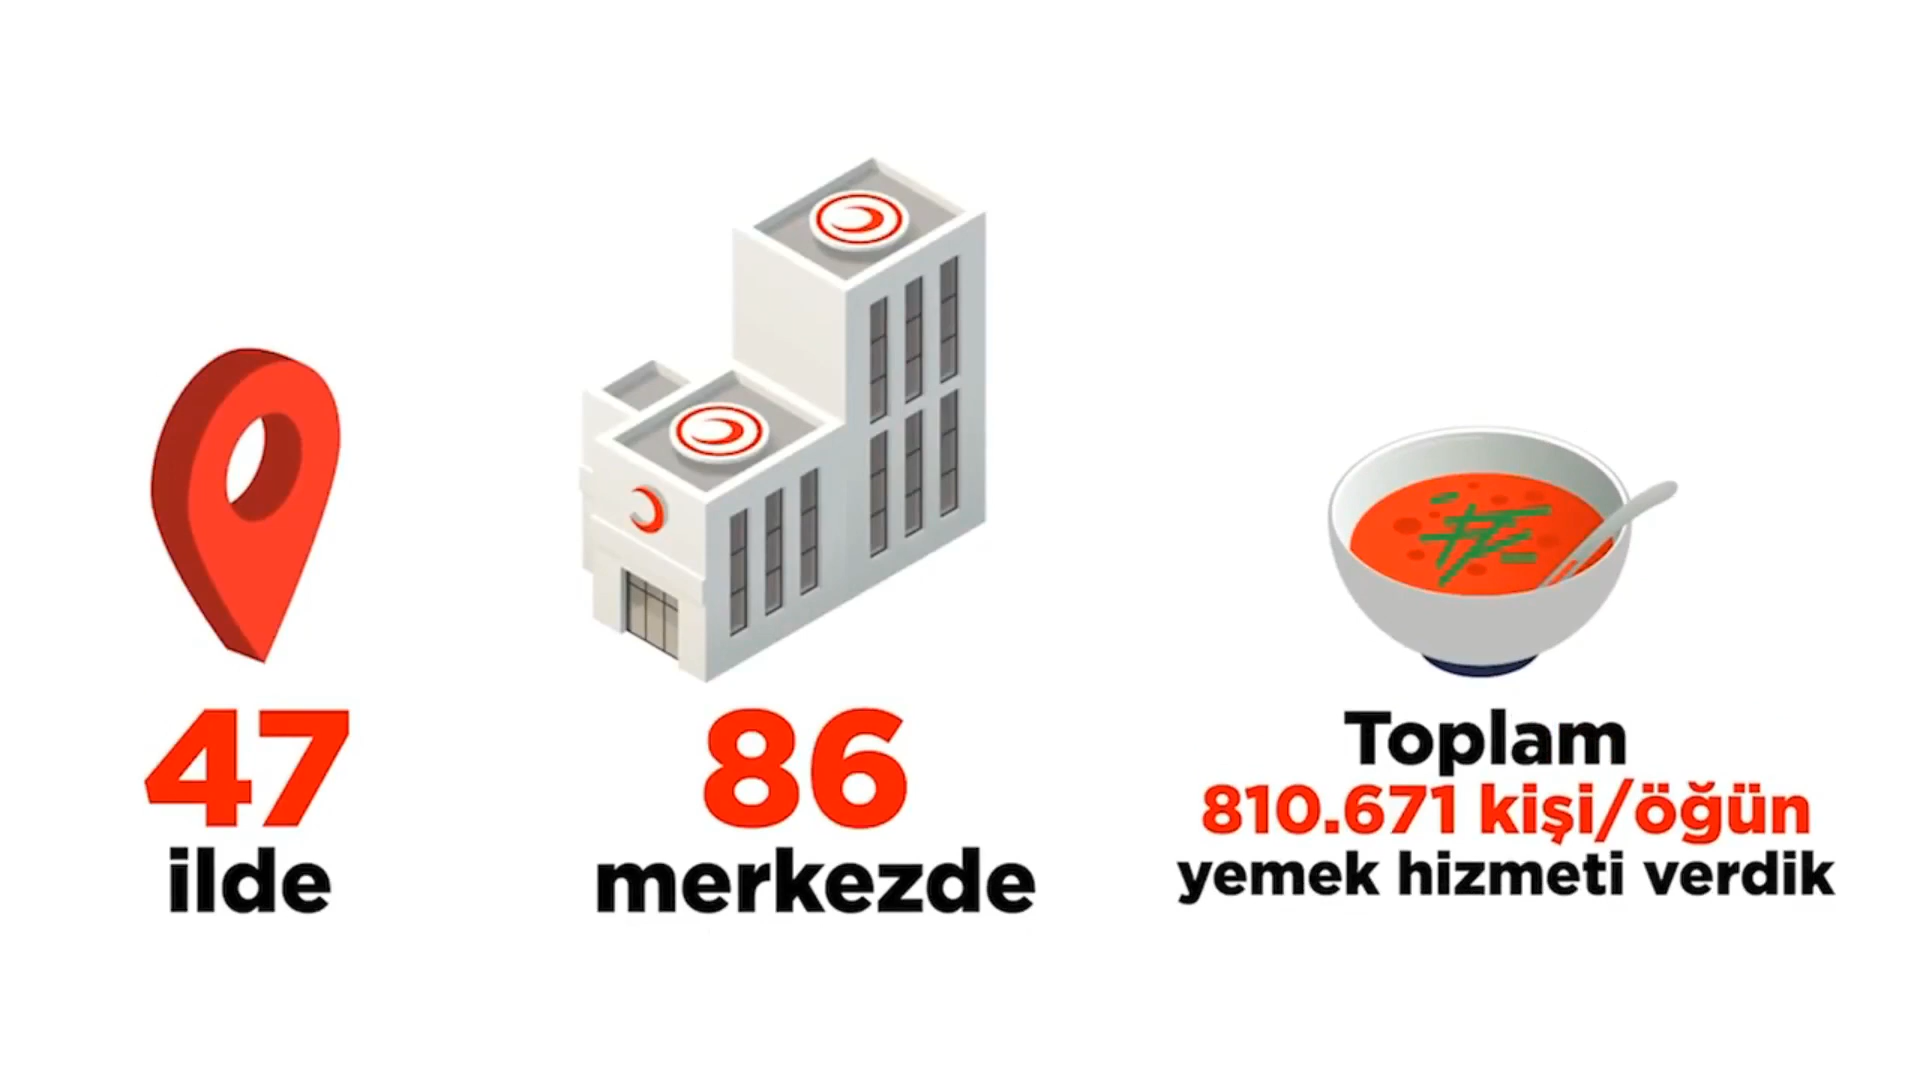 47
ilde
86
merkezde
Toplam
810.671 kişi/öğün
yemek hizmeti verdik